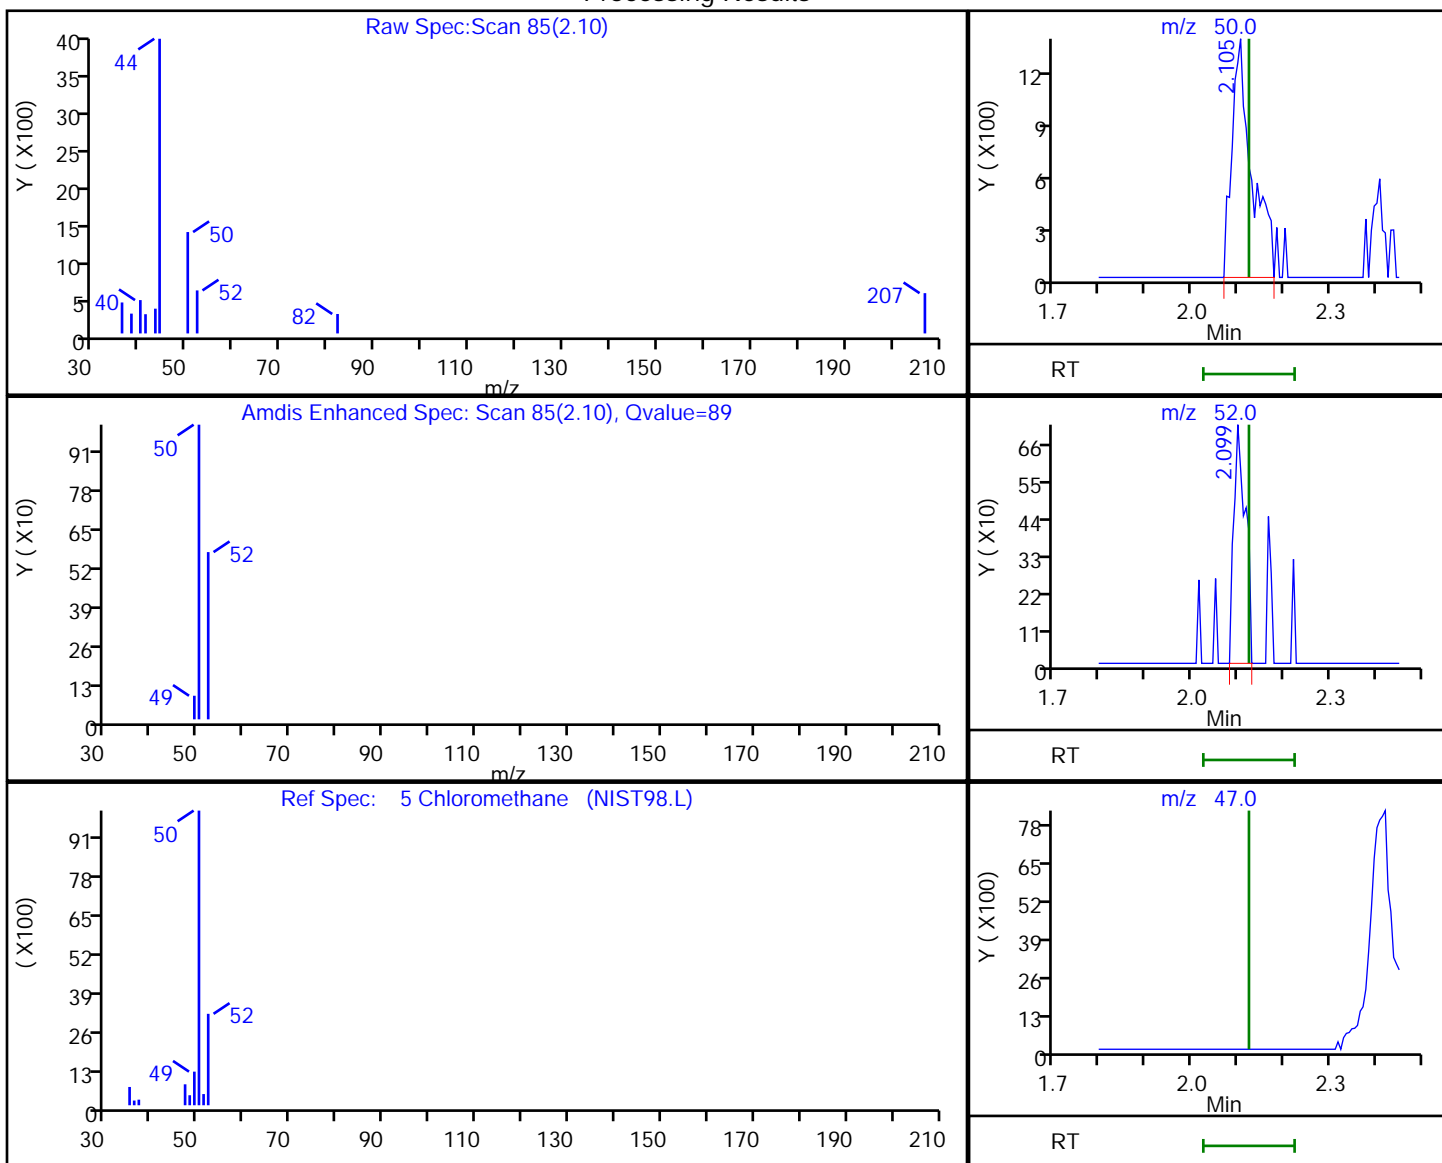 Processing Results
Raw Spec:Scan 85(2.10)
Y ( X100)
40
35
30
25
20
15
10
5
0
44
50
40
52
82
207
30 50 70 90 110 130 150 170 190 210
m/z
m/z 50.0
Y ( X100)
12
9
6
3
0
2.105
1.7 2.0 2.3
Min
RT
Amdis Enhanced Spec: Scan 85(2.10), Qvalue=89
Y ( X10)
91
78
65
52
39
26
13
0
50
52
49
30 50 70 90 110 130 150 170 190 210
m/z
m/z 52.0
Y ( X10)
66
55
44
33
22
11
0
2.099
1.7 2.0 2.3
Min
RT
Ref Spec: 5 Chloromethane (NIST98.L)
( X100)
91
78
65
52
39
26
13
0
50
52
49
30 50 70 90 110 130 150 170 190 210
m/z 47.0
Y ( X100)
78
65
52
39
26
13
0
1.7 2.0 2.3
Min
RT